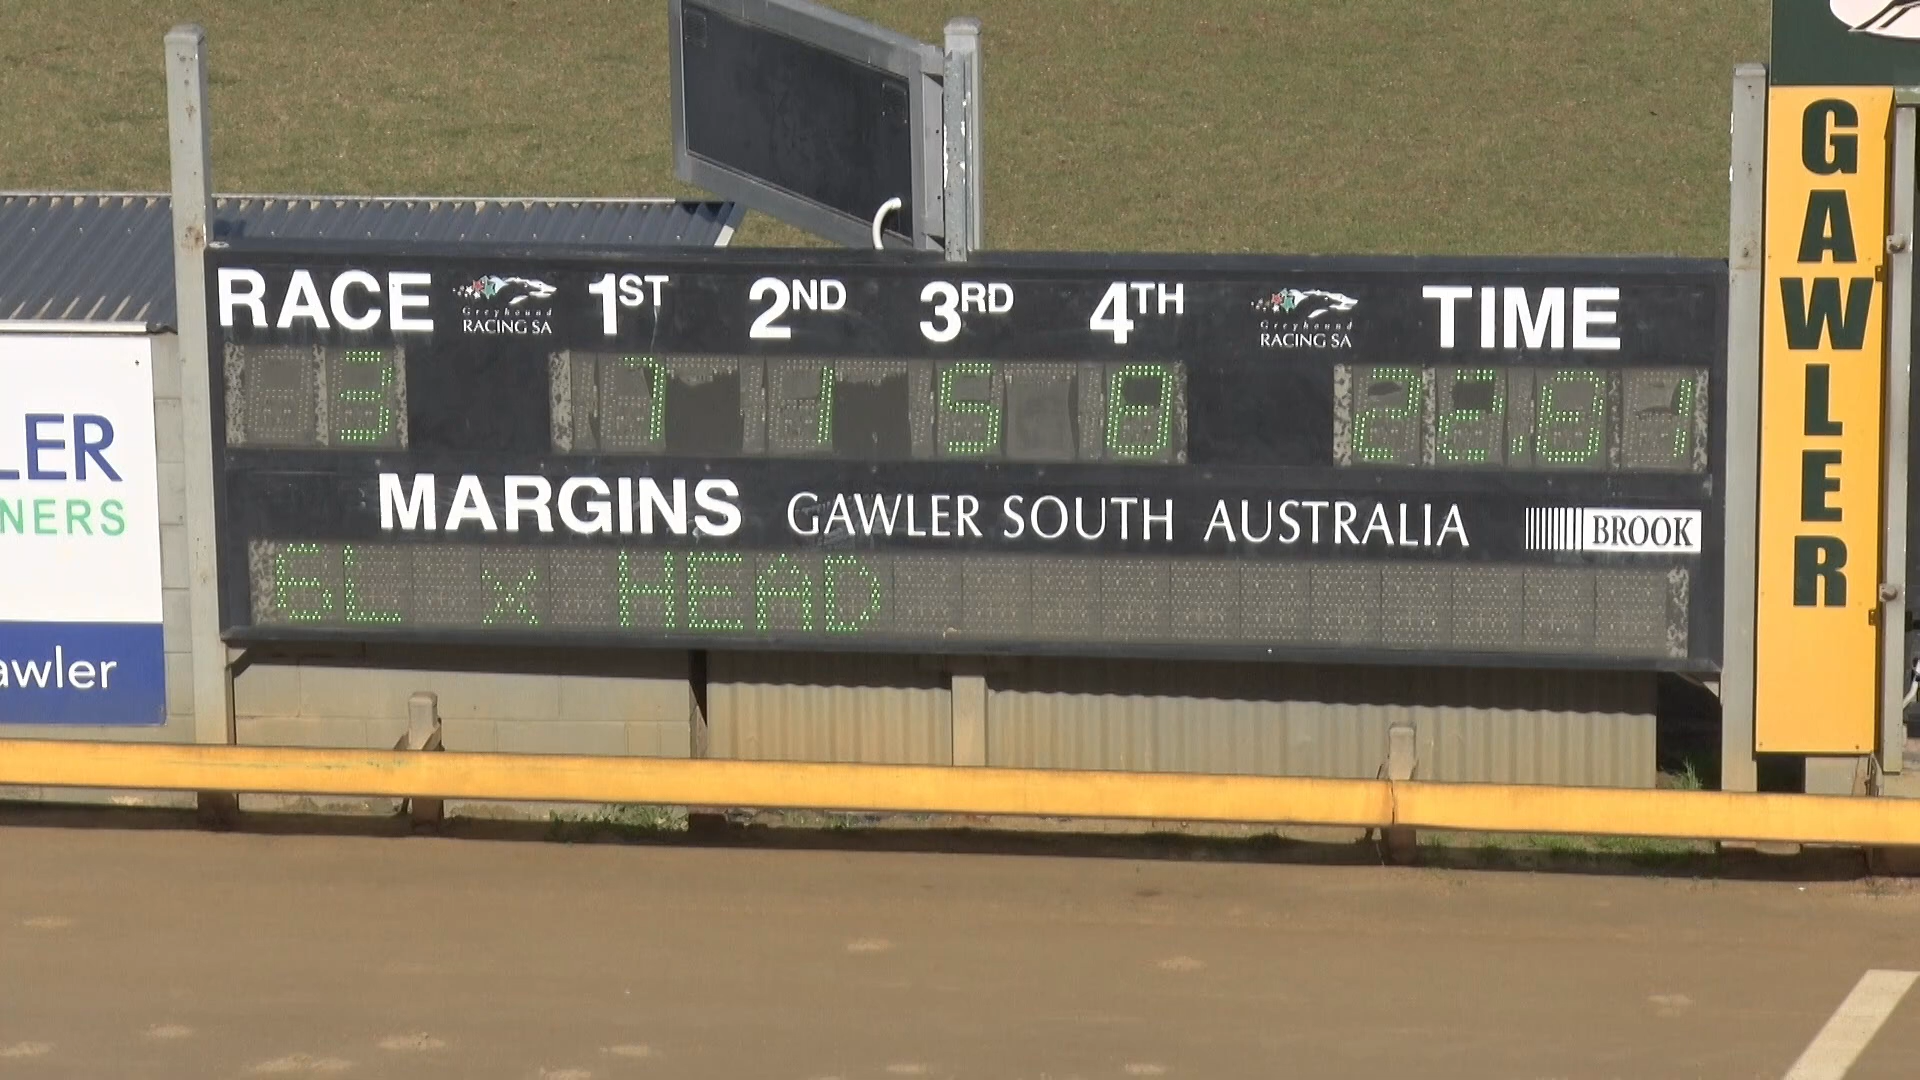 RACE 1ST 2ND 3RD 4TH TIME
Greyhound RACING SA
Greyhound RACING SA
3 7 1 5 8 22.81
MARGINS GAWLER SOUTH AUSTRALIA BROOK
6L x HEAD
GAWLER
LER
NERS
awler